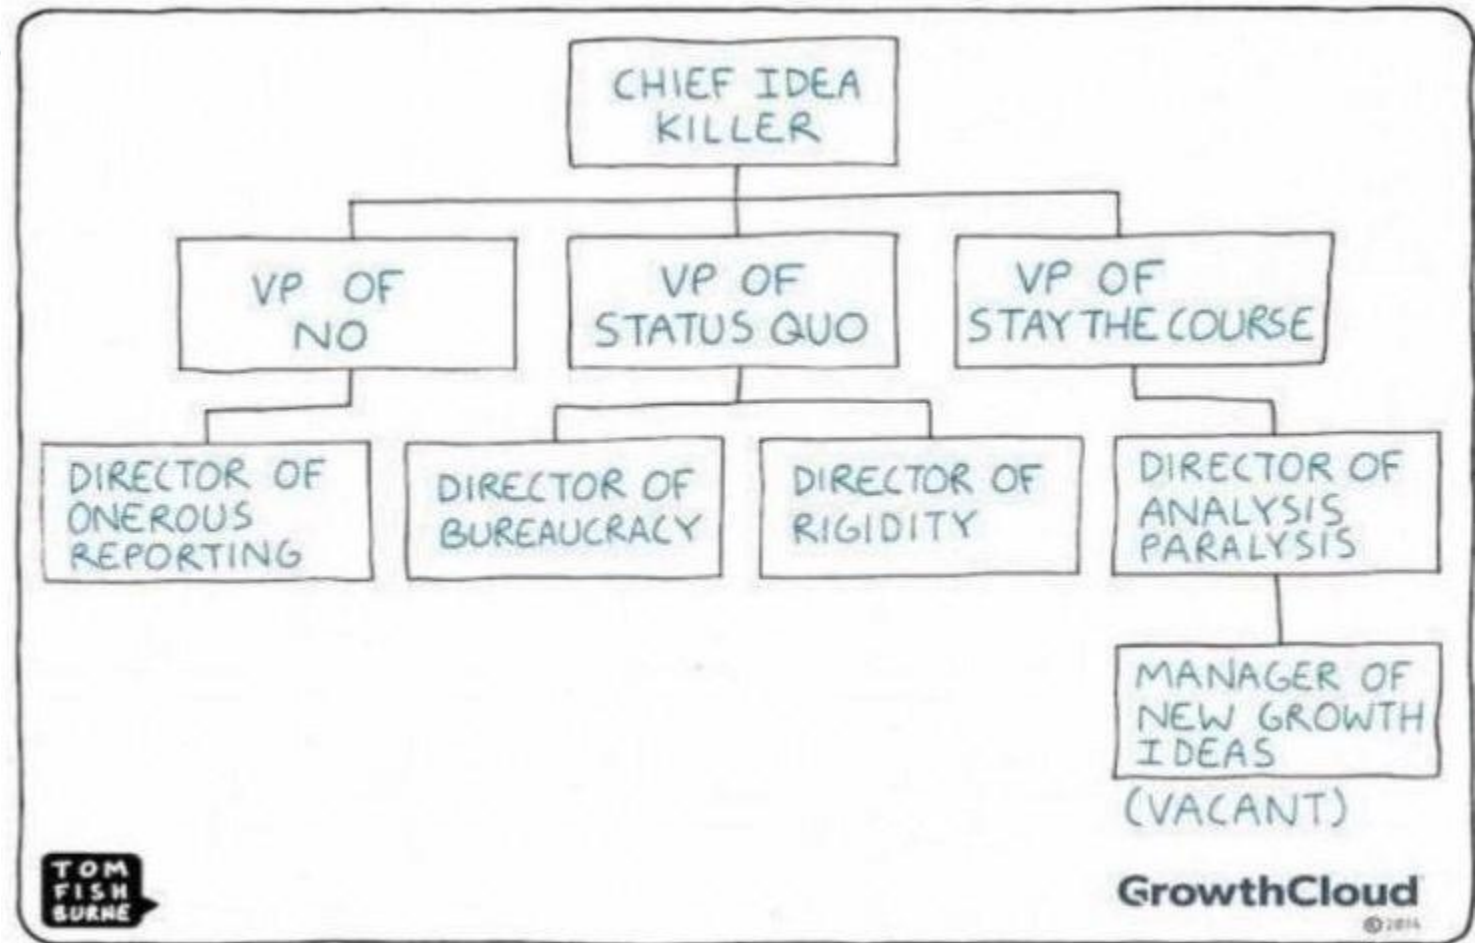 CHIEF IDEA
KILLER
VP OF
NO
VP OF
STATUS QUO
VP OF
STAY THE COURSE
DIRECTOR OF
ONEROUS
REPORTING
DIRECTOR OF
BUREAUCRACY
DIRECTOR OF
RIGIDITY
DIRECTOR OF
ANALYSIS
PARALYSIS
MANAGER OF
NEW GROWTH
IDEAS
(VACANT)
TOM
FISH
BURNE
GrowthCloud